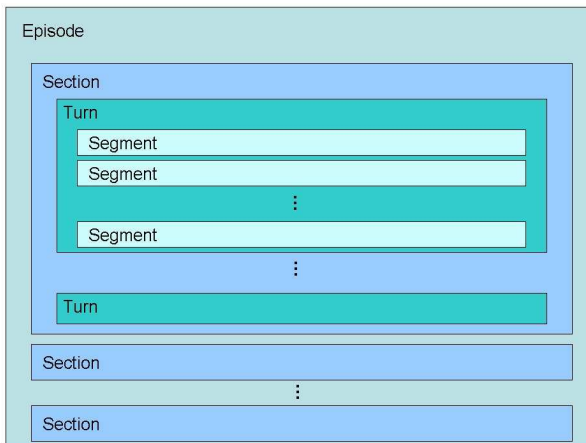 Episode
Section
Turn
Segment
Segment
⋮
Segment
⋮
Turn
Section
⋮
Section